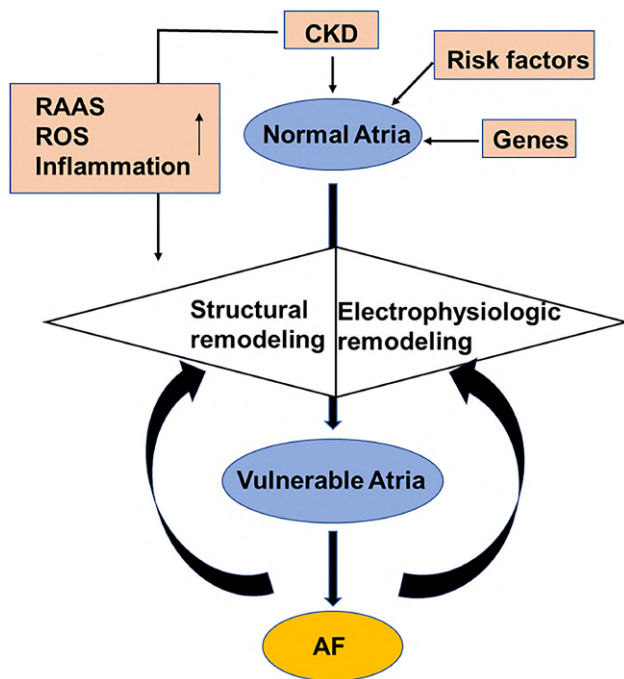 CKD
Risk factors
RAAS
ROS
Inflammation
Normal Atria
Genes
Structural
remodeling
Electrophysiologic
remodeling
Vulnerable Atria
AF